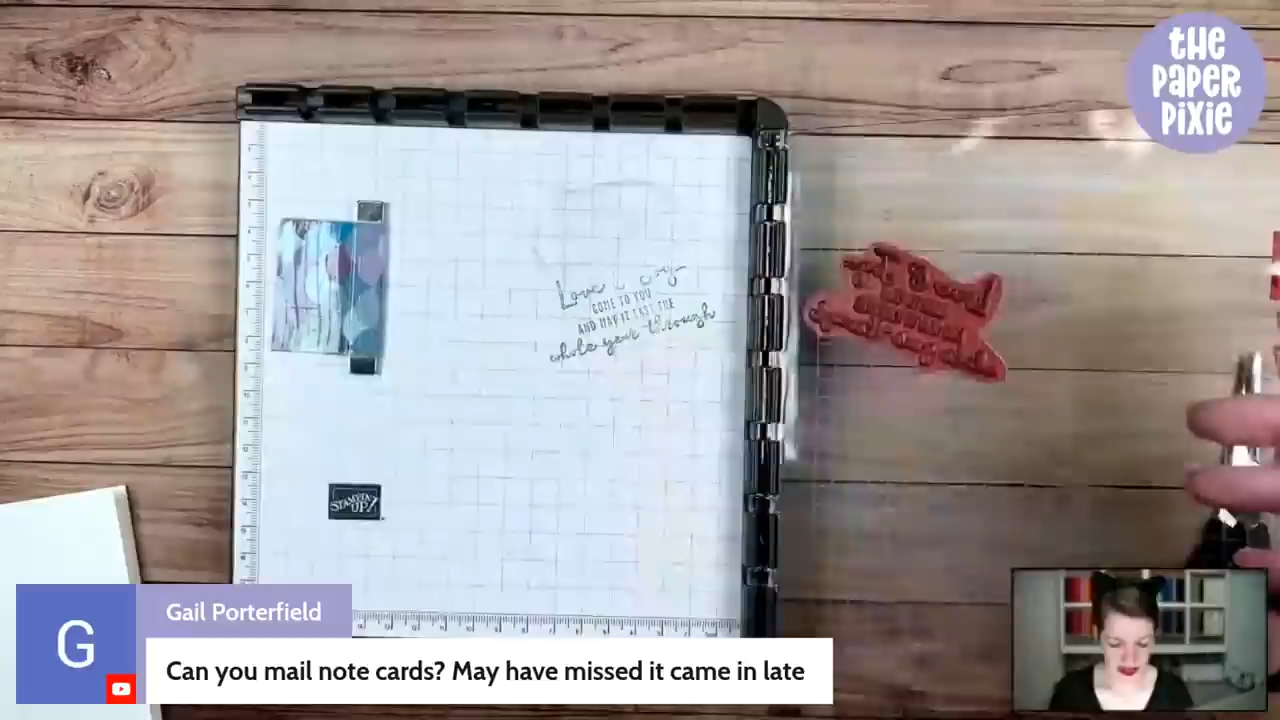 the
PAPER
PiXiE
Love
COME TO YOU
AND MAY IT LAST THE
whole year through
STAMPIN'
UP!
Gail Porterfield
G
Can you mail note cards? May have missed it came in late